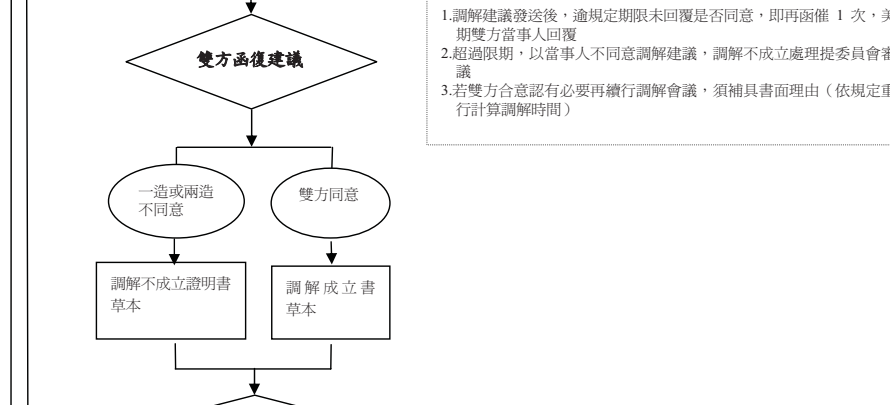 1.調解建議發送後，逾規定期限未回覆是否同意，即再函催 1 次，
期雙方當事人回覆
2.超過限期，以當事人不同意調解建議，調解不成立處理提委員會審
議
3.若雙方合意認有必要再續行調解會議，須補具書面理由（依規定重
行計算調解時間）
雙方函復建議
一造或兩造
不同意
雙方同意
調解不成立證明書
草本
調解成立書
草本